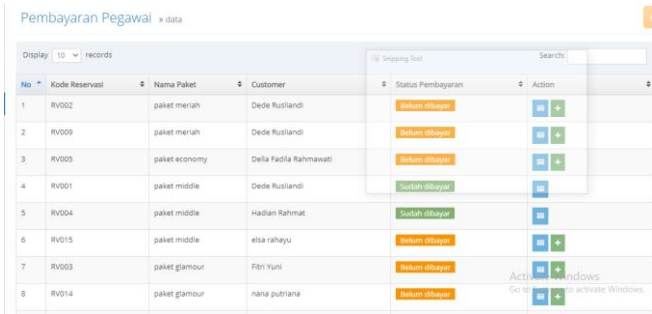 Pembayaran Pegawai » data
Display 10 records Search:
Snipping Tool
No Kode Reservasi Nama Paket Customer Status Pembayaran Action
1 RV002 paket meriah Dede Rusliandi Belum dibayar
2 RV009 paket meriah Dede Rusliandi Belum dibayar
3 RV005 paket economy Della Fadila Rahmawati Belum dibayar
4 RV001 paket middle Dede Rusliandi Sudah dibayar
5 RV004 paket middle Hadian Rahmat Sudah dibayar
6 RV015 paket middle elsa rahayu Belum dibayar
7 RV003 paket glamour Fitri Yuni Belum dibayar
8 RV014 paket glamour nana putriana Belum dibayar
Activate Windows
Go to to activate Windows.